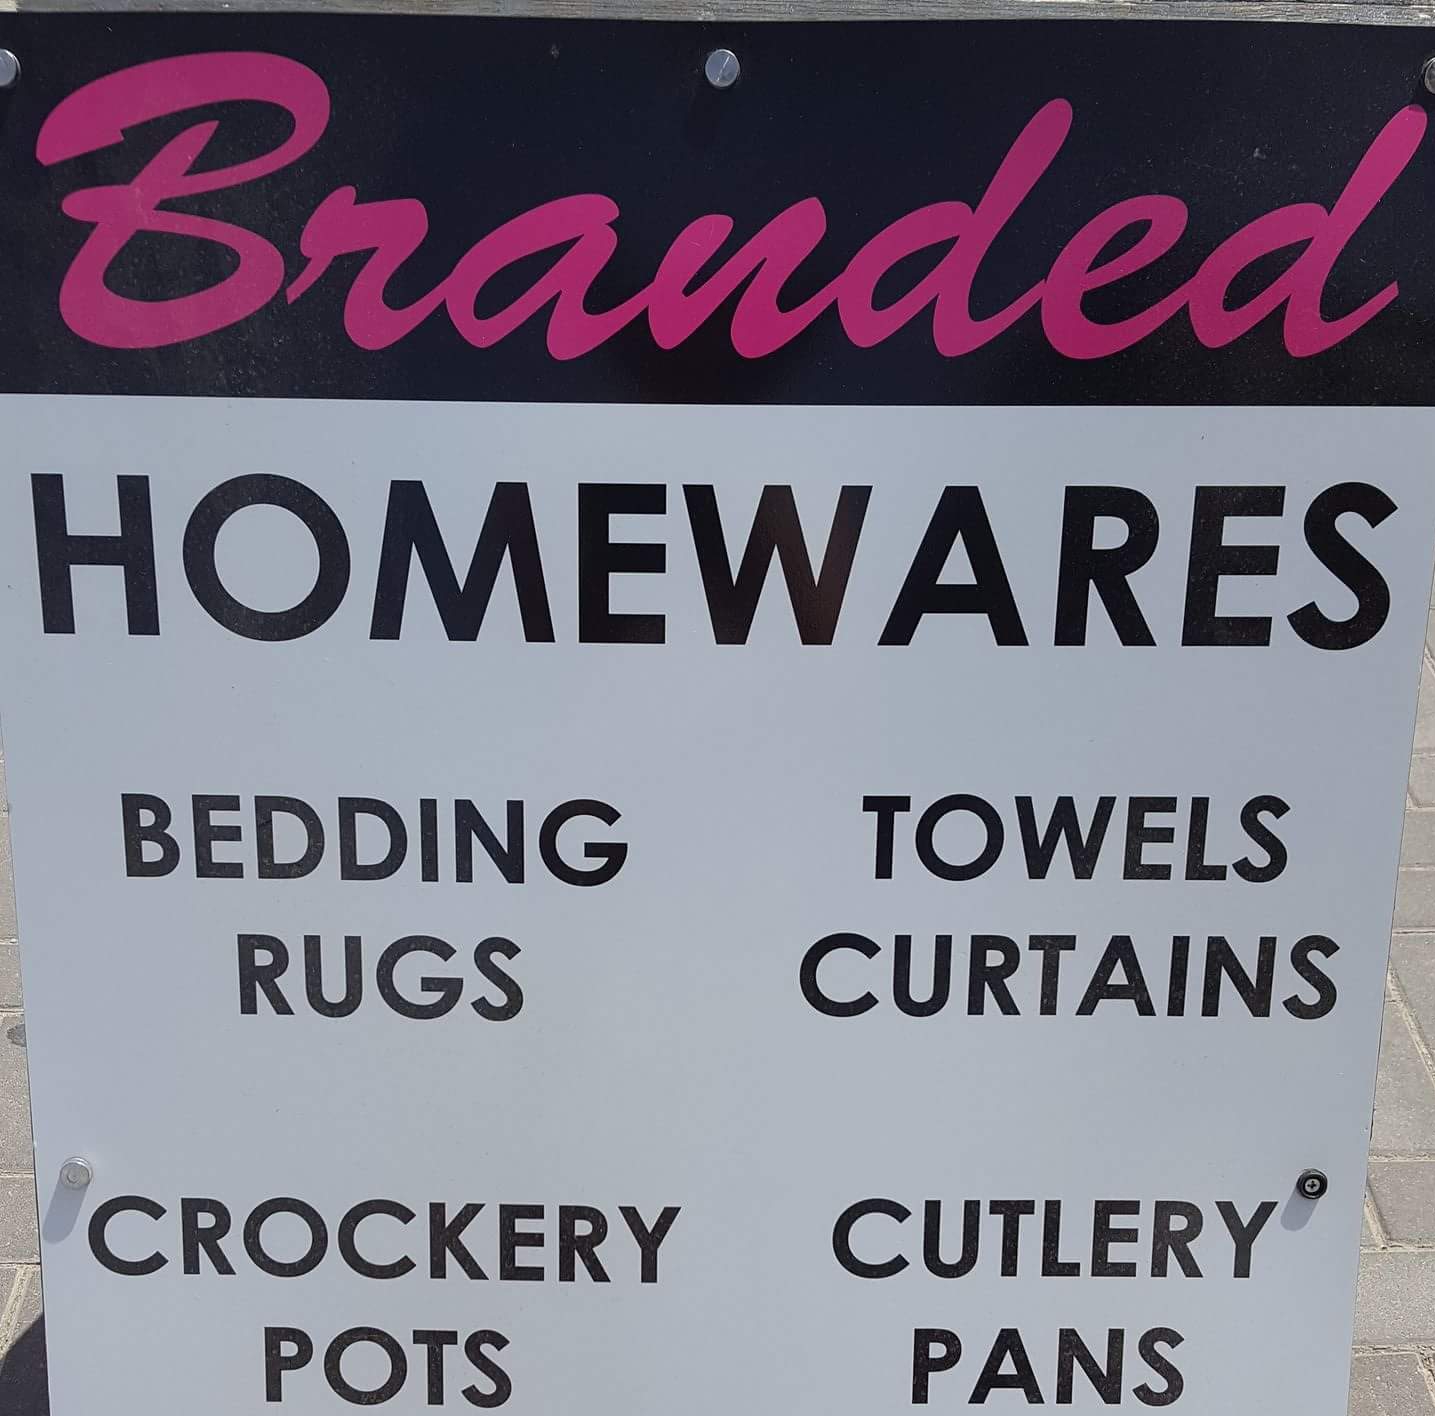 Branded
HOMEWARES
BEDDING TOWELS
RUGS CURTAINS
CROCKERY CUTLERY
POTS PANS